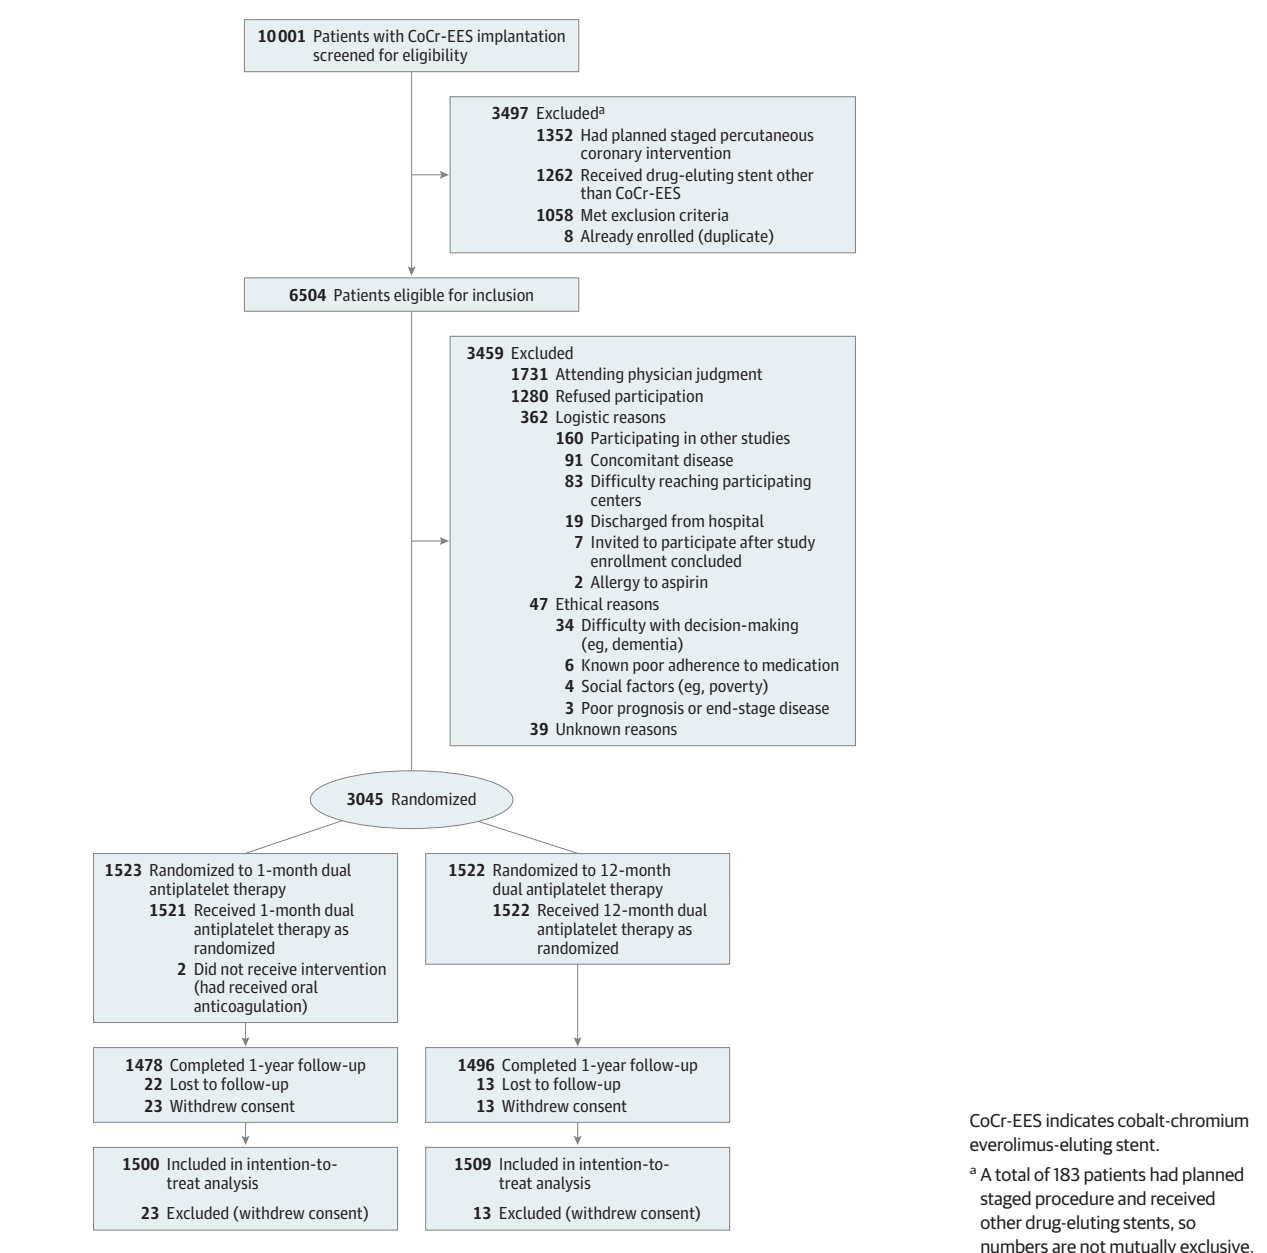 10 001 Patients with CoCr-EES implantation
screened for eligibility
3497 Excludedᵃ
1352 Had planned staged percutaneous
coronary intervention
1262 Received drug-eluting stent other
than CoCr-EES
1058 Met exclusion criteria
8 Already enrolled (duplicate)
6504 Patients eligible for inclusion
3459 Excluded
1731 Attending physician judgment
1280 Refused participation
362 Logistic reasons
160 Participating in other studies
91 Concomitant disease
83 Difficulty reaching participating
centers
19 Discharged from hospital
7 Invited to participate after study
enrollment concluded
2 Allergy to aspirin
47 Ethical reasons
34 Difficulty with decision-making
(eg, dementia)
6 Known poor adherence to medication
4 Social factors (eg, poverty)
3 Poor prognosis or end-stage disease
39 Unknown reasons
3045 Randomized
1523 Randomized to 1-month dual
antiplatelet therapy
1521 Received 1-month dual
antiplatelet therapy as
randomized
2 Did not receive intervention
(had received oral
anticoagulation)
1522 Randomized to 12-month
dual antiplatelet therapy
1522 Received 12-month dual
antiplatelet therapy as
randomized
1478 Completed 1-year follow-up
22 Lost to follow-up
23 Withdrew consent
1496 Completed 1-year follow-up
13 Lost to follow-up
13 Withdrew consent
1500 Included in intention-to-
treat analysis
23 Excluded (withdrew consent)
1509 Included in intention-to-
treat analysis
13 Excluded (withdrew consent)
CoCr-EES indicates cobalt-chromium
everolimus-eluting stent.
ᵃ A total of 183 patients had planned
staged procedure and received
other drug-eluting stents, so
numbers are not mutually exclusive.